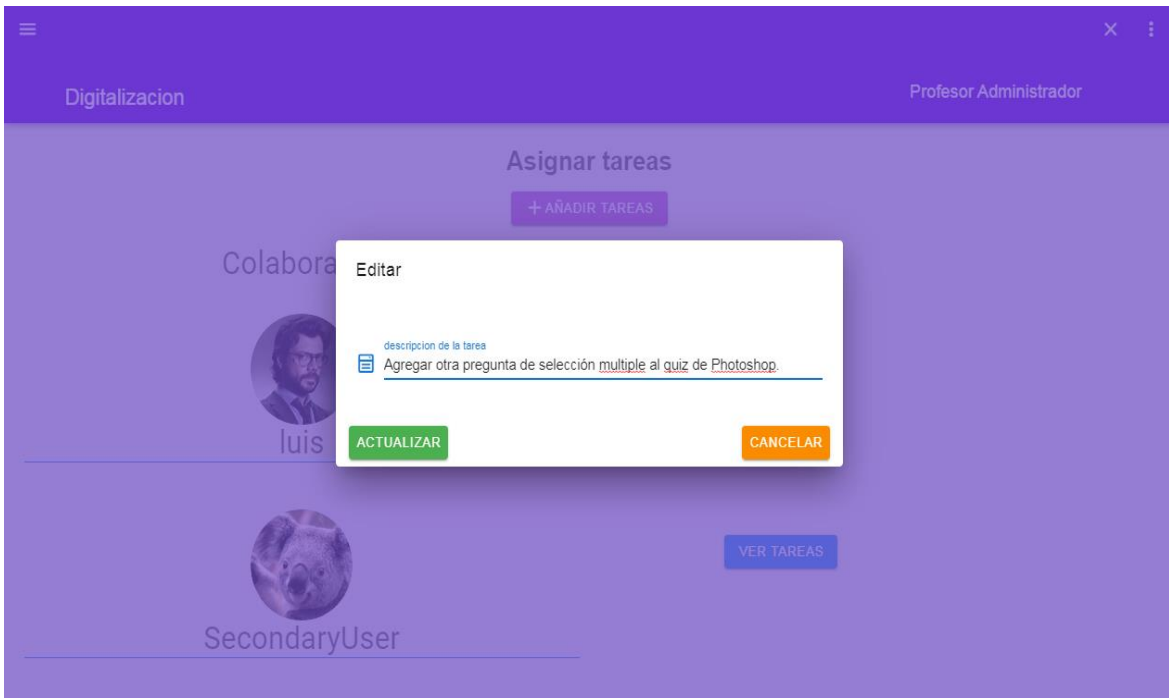 Digitalizacion
Profesor Administrador
Asignar tareas
+ AÑADIR TAREAS
Colabora
Editar
descripcion de la tarea
Agregar otra pregunta de selección multiple al quiz de Photoshop.
ACTUALIZAR
CANCELAR
luis
VER TAREAS
SecondaryUser